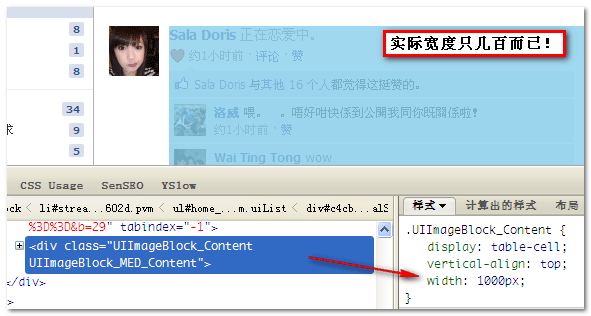 8
1
8
34
求
9
5
Sala Doris 正在恋爱中。
约1小时前 · 评论 · 赞
Sala Doris 与其他 16 个人都觉得这挺赞的。
洛威 喂。 。唔好咁快係到公開我同你既關係啦!
约1小时前 · 赞
Wai Ting Tong wow
实际宽度只几百而已!
CSS Usage SenSEO YSlow
ock < li#strea...602d.pvm < ul#home_...m.uiList < div#c4cb...alS
%3D%3D&b=29" tabindex="-1">
<div class="UIImageBlock_Content
UIImageBlock_MED_Content">
</div>
>
样式 计算出的样式 布局
.UIImageBlock_Content {
display: table-cell;
vertical-align: top;
width: 1000px;
}